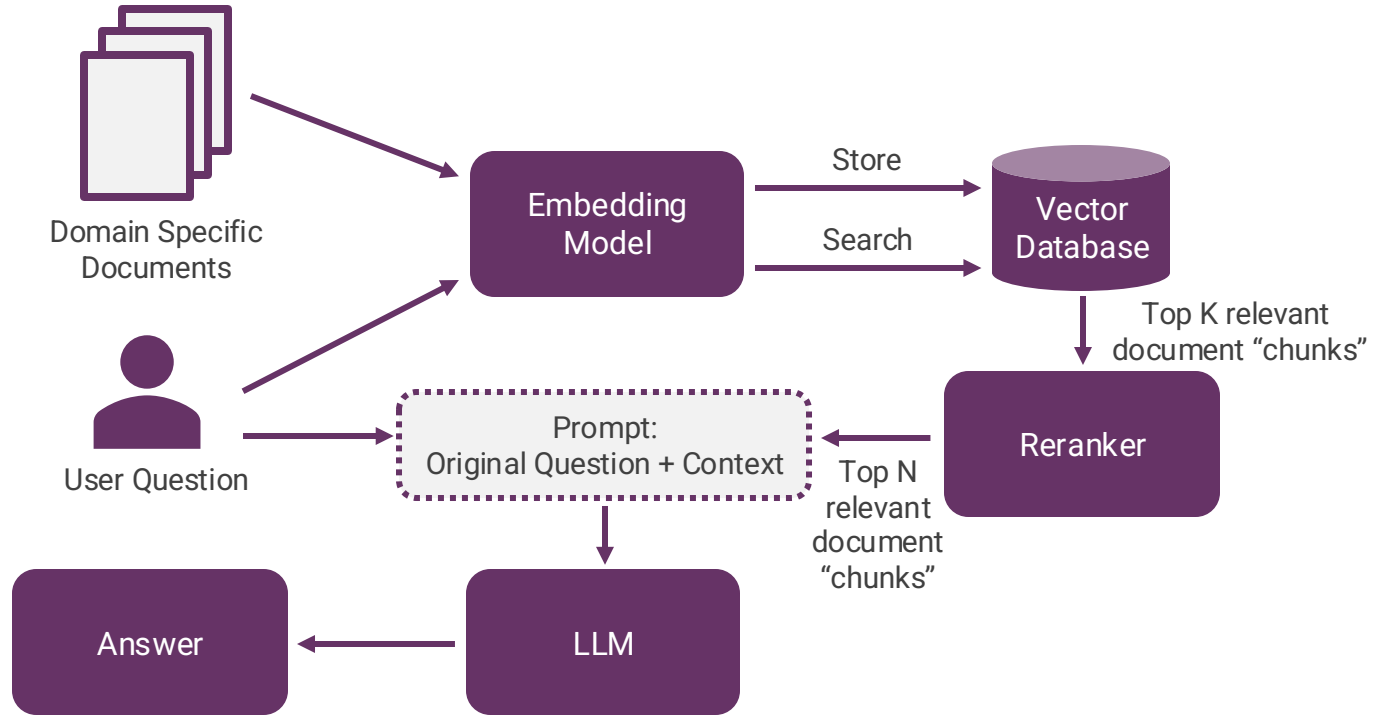 Domain Specific
Documents
Embedding
Model
Store
Search
Vector
Database
Top K relevant
document “chunks”
User Question
Prompt:
Original Question + Context
Reranker
Top N
relevant
document
“chunks”
Answer
LLM